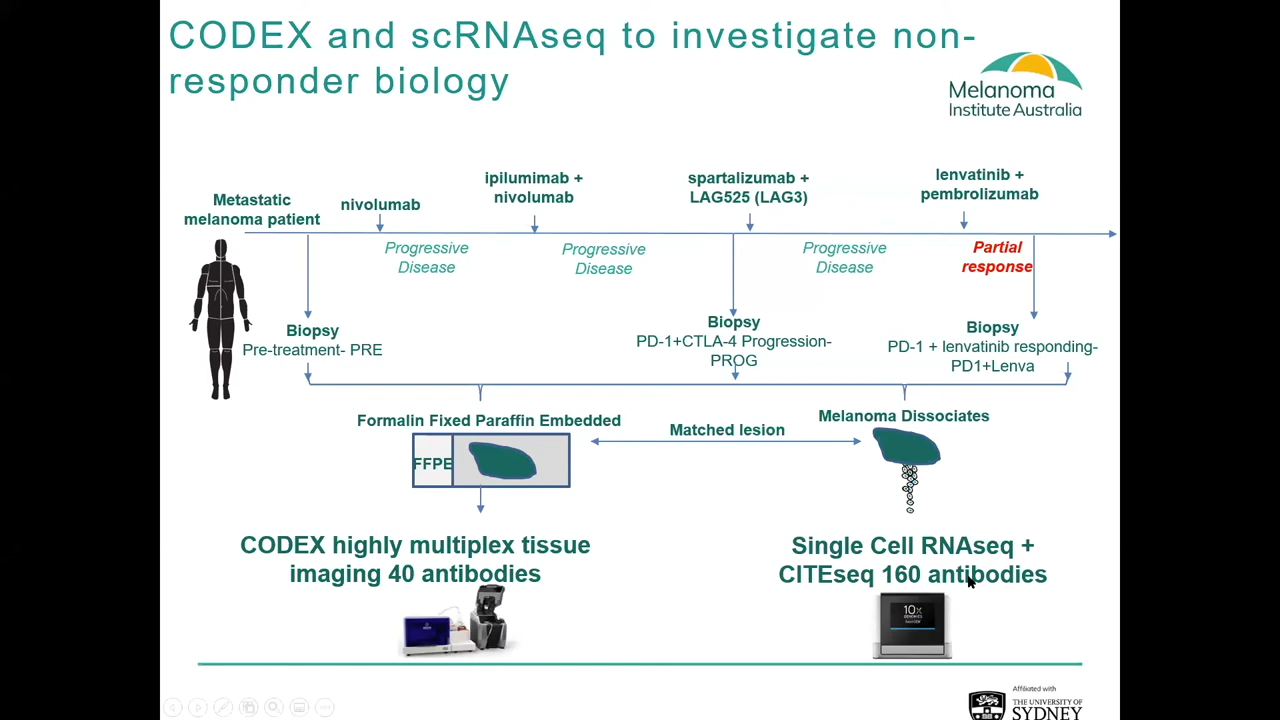 CODEX and scRNAseq to investigate non-
responder biology
Melanoma
Institute Australia
Metastatic
melanoma patient
nivolumab
ipilumimab +
nivolumab
spartalizumab +
LAG525 (LAG3)
lenvatinib +
pembrolizumab
Progressive
Disease
Progressive
Disease
Progressive
Disease
Partial
response
Biopsy
Pre-treatment- PRE
Biopsy
PD-1+CTLA-4 Progression-
PROG
Biopsy
PD-1 + lenvatinib responding-
PD1+Lenva
Formalin Fixed Paraffin Embedded
Matched lesion
Melanoma Dissociates
FFPE
CODEX highly multiplex tissue
imaging 40 antibodies
Single Cell RNAseq +
CITEseq 160 antibodies
10x
GENOMICS
Affiliated with
THE UNIVERSITY OF
SYDNEY